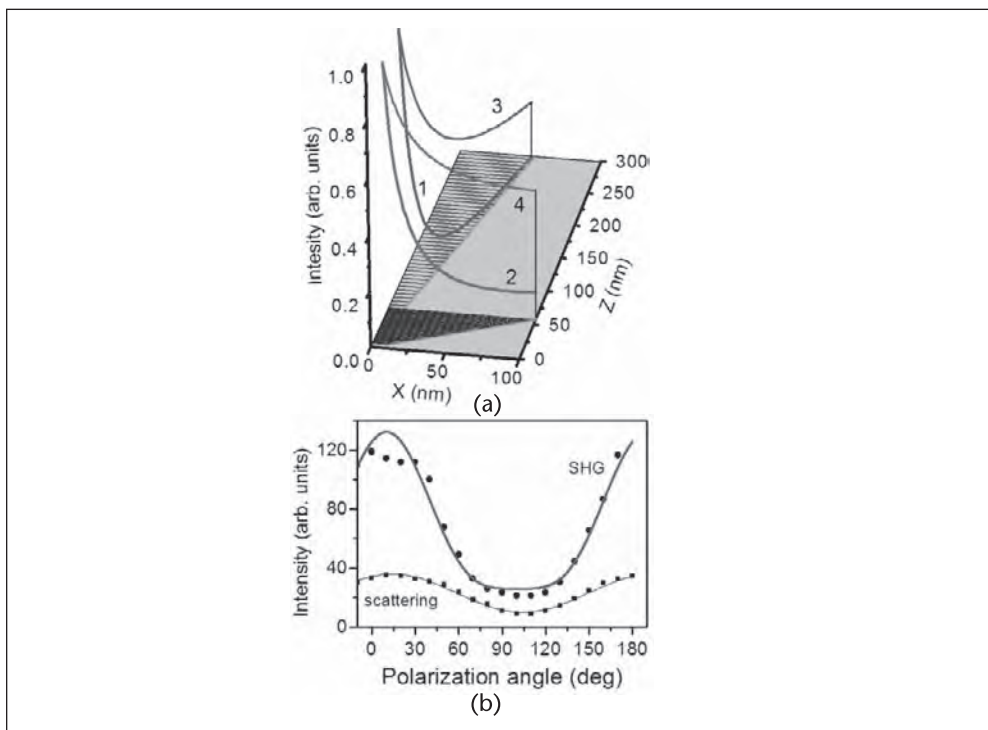 1.0
0.8
0.6
0.4
0.2
0.0
Intesity (arb. units)
1
2
3
4
0
50
100
X (nm)
0
50
100
150
200
250
300
Z (nm)
(a)
120
80
40
0
Intensity (arb. units)
SHG
scattering
0 30 60 90 120 150 180
Polarization angle (deg)
(b)